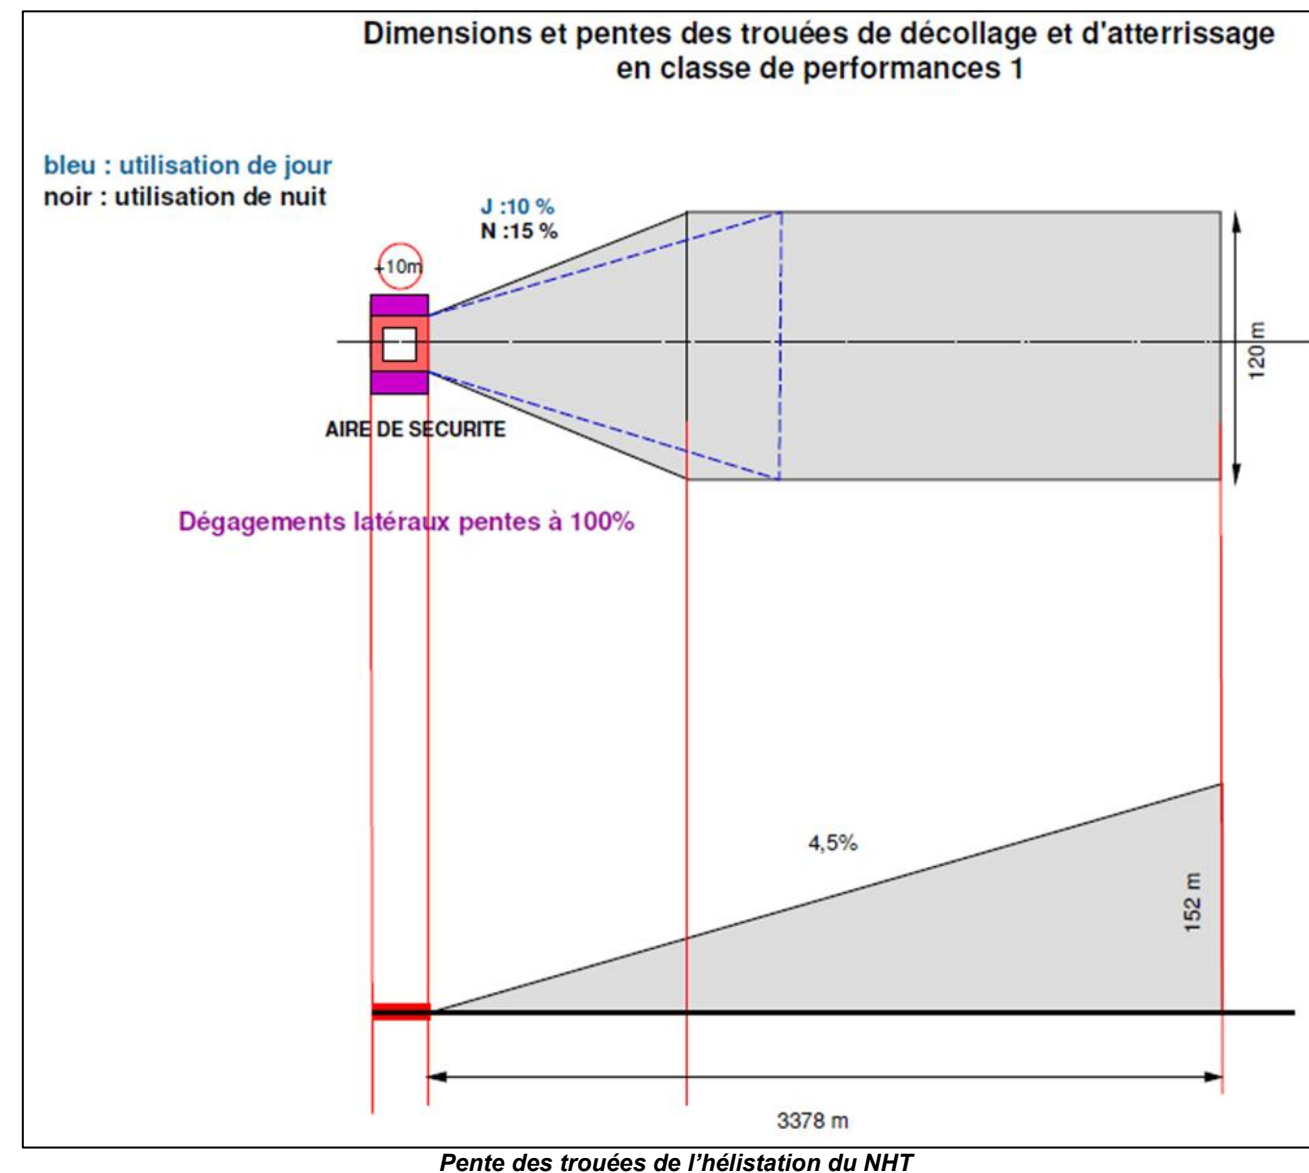 Dimensions et pentes des trouées de décollage et d'atterrissage
en classe de performances 1
bleu : utilisation de jour
noir : utilisation de nuit
J :10 %
N :15 %
+10m
120 m
AIRE DE SECURITE
Dégagements latéraux pentes à 100%
4,5%
152 m
3378 m
Pente des trouées de l'hélistation du NHT